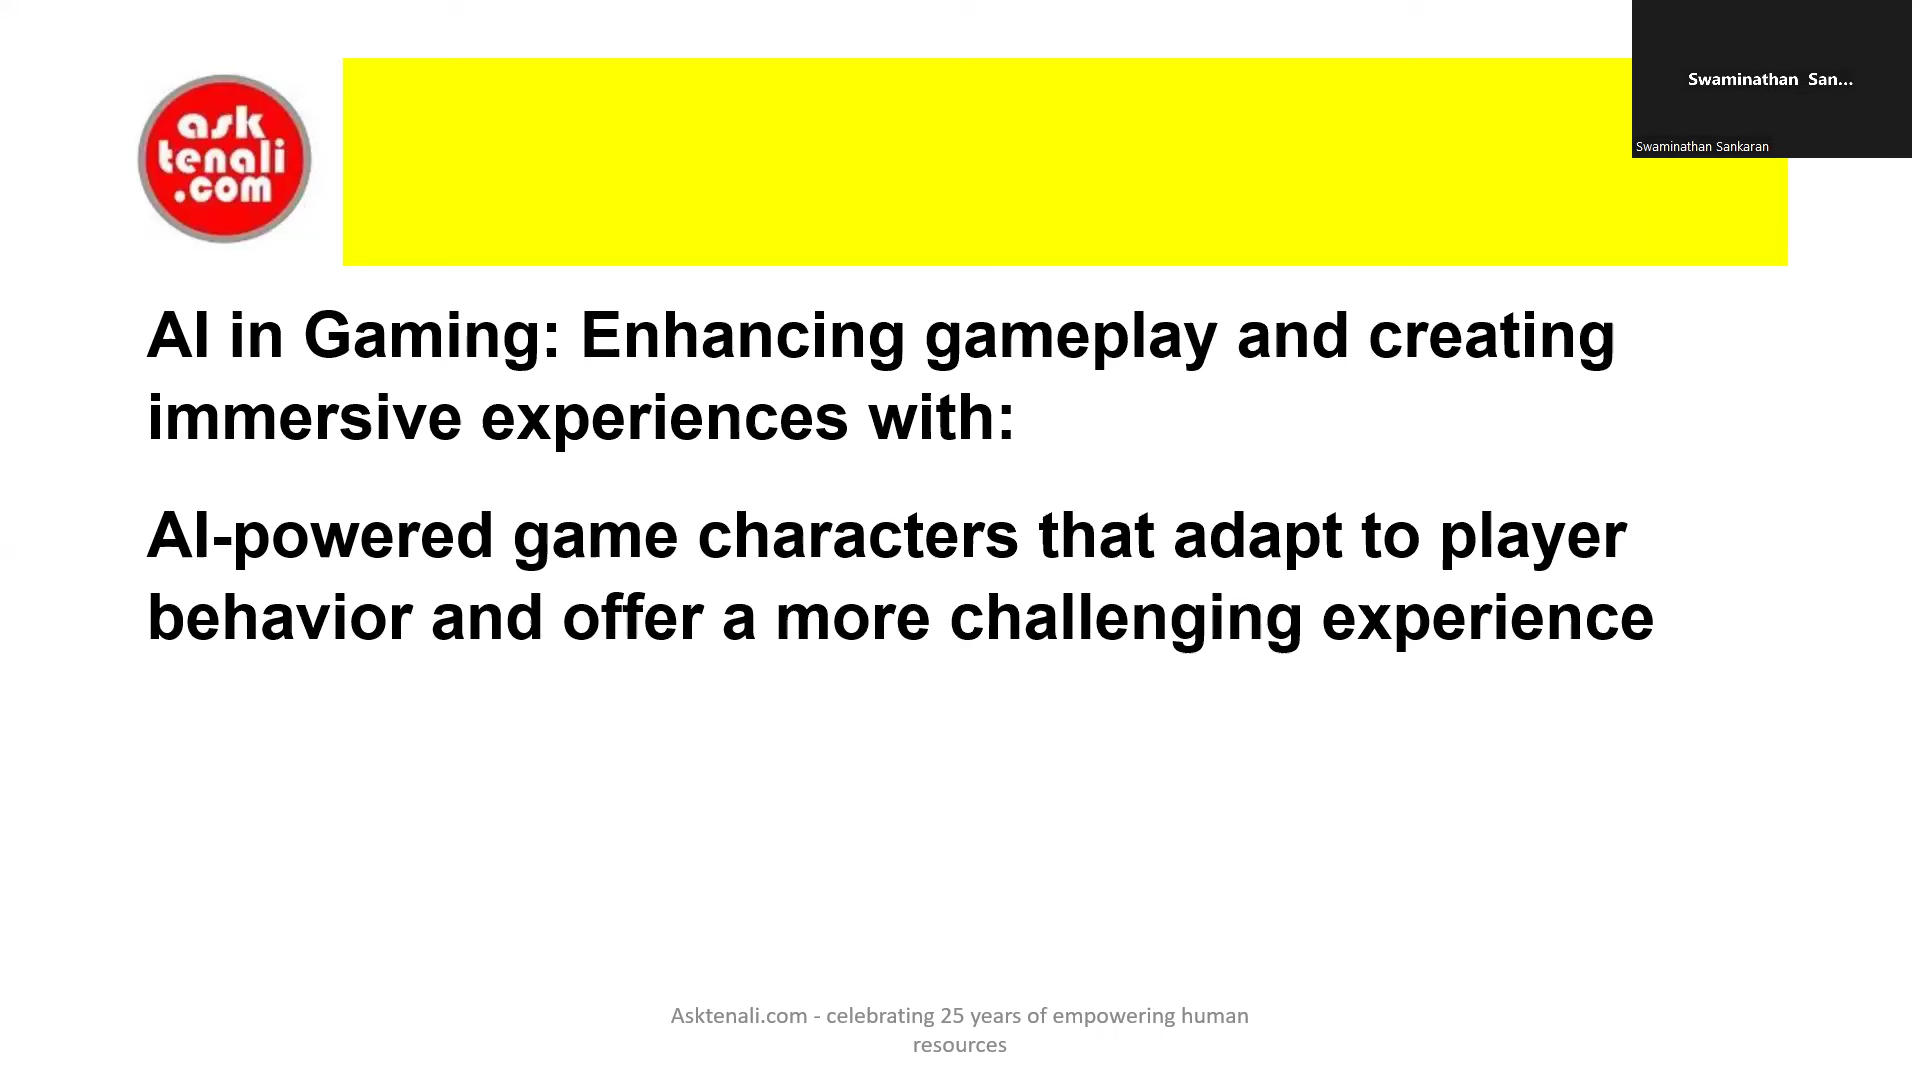 ask
tenali
.com
Swaminathan San...
Swaminathan Sankaran
AI in Gaming: Enhancing gameplay and creating
immersive experiences with:
AI-powered game characters that adapt to player
behavior and offer a more challenging experience
Asktenali.com - celebrating 25 years of empowering human
resources